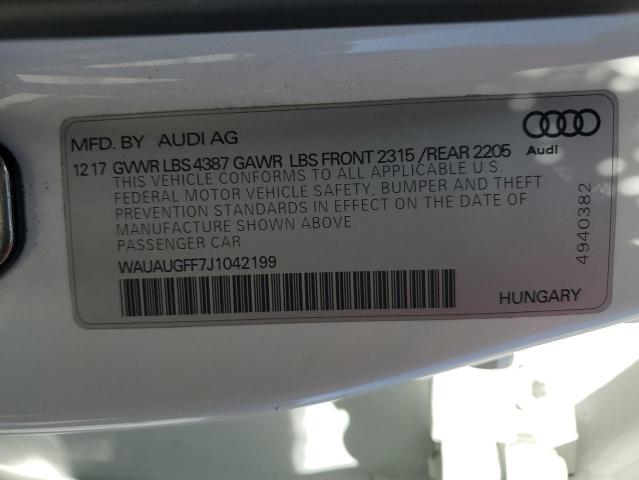 MFD. BY AUDI AG
12 17 GVWR LBS 4387 GAWR LBS FRONT 2315 /REAR 2205
THIS VEHICLE CONFORMS TO ALL APPLICABLE U.S.
FEDERAL MOTOR VEHICLE SAFETY, BUMPER AND THEFT
PREVENTION STANDARDS IN EFFECT ON THE DATE OF
MANUFACTURE SHOWN ABOVE
PASSENGER CAR
WAUAUGFF7J1042199
Audi
4940382
HUNGARY